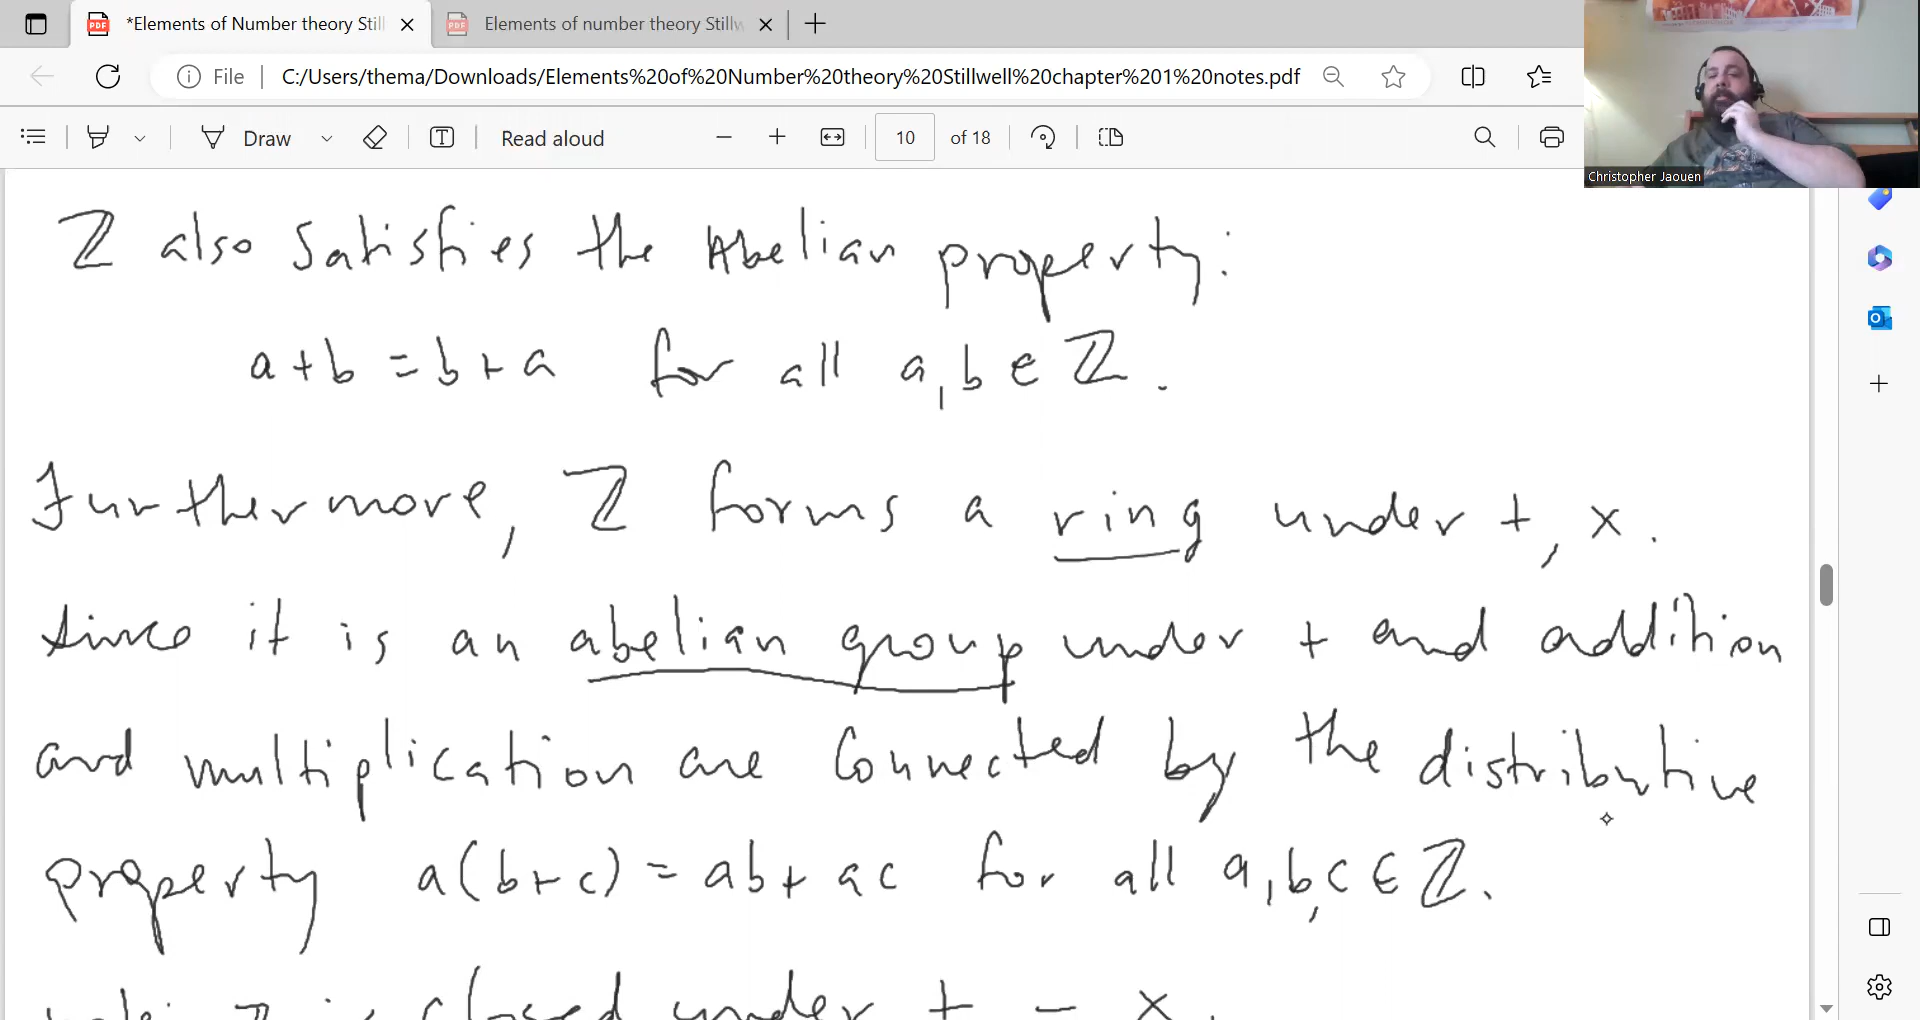 *Elements of Number theory Still
Elements of number theory Stillw
File
C:/Users/thema/Downloads/Elements%20of%20Number%20theory%20Stillwell%20chapter%201%20notes.pdf
Draw
Read aloud
10 of 18
Christopher Jaouen
ℤ also satisfies the Abelian property:
a+b = b+a for all a,b ∈ ℤ.
Furthermore, ℤ forms a ring under +, ×.
Since it is an abelian group under + and addition
and multiplication are connected by the distributive
property a(b+c) = ab+ac for all a,b,c ∈ ℤ.
ℤ is closed under + - ×.